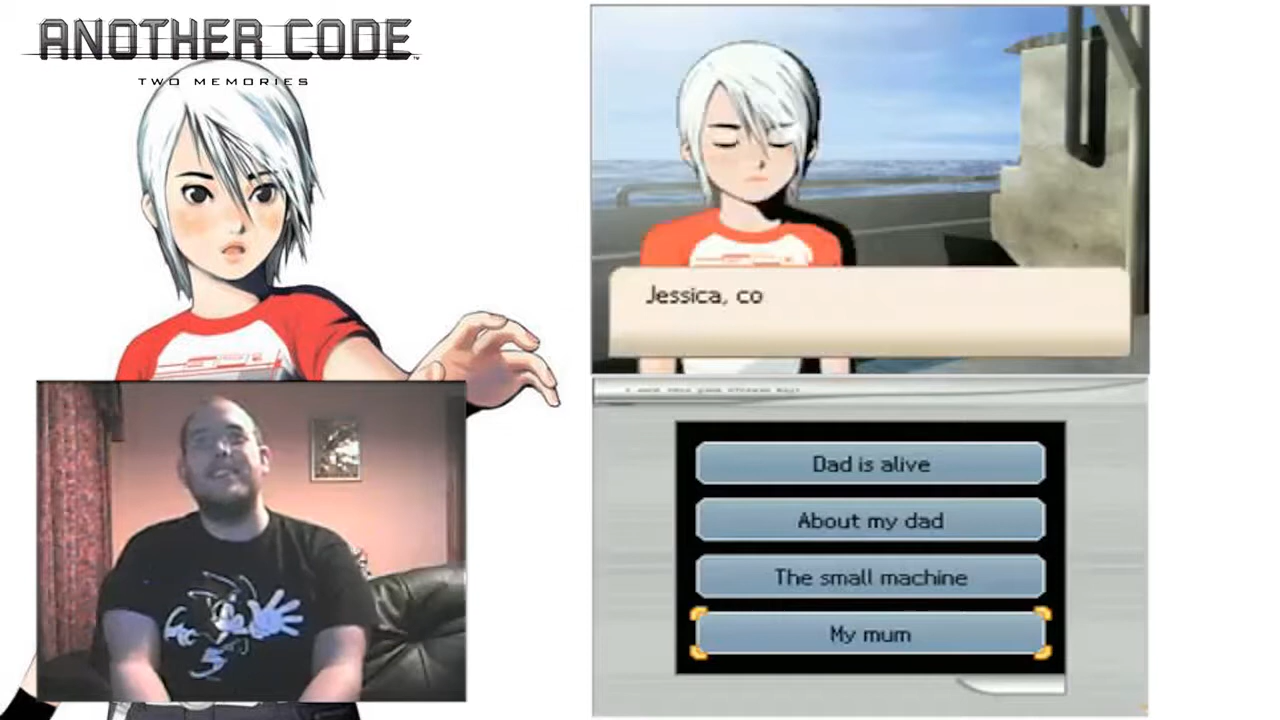 ANOTHER CODE
TWO MEMORIES
Jessica, co
Dad is alive
About my dad
The small machine
My mum